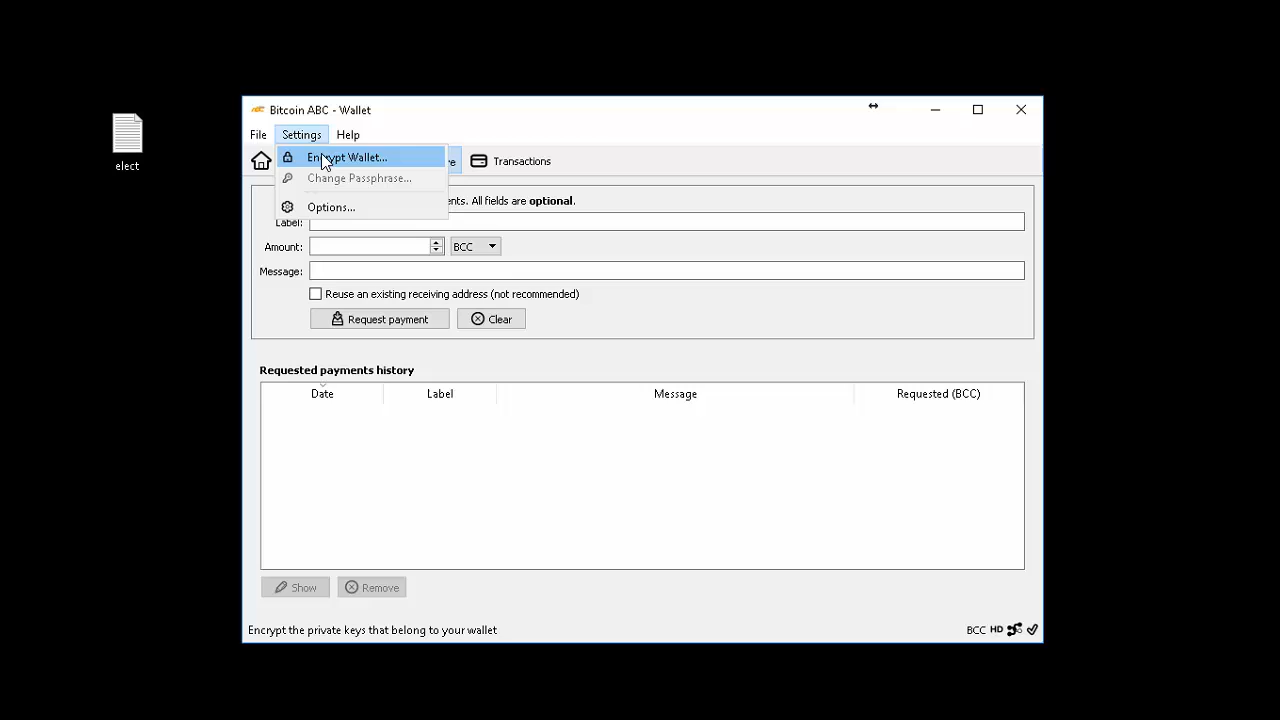 elect
Bitcoin ABC - Wallet
File Settings Help
Encrypt Wallet...
Change Passphrase...
Options...
Transactions
All fields are optional.
Label:
Amount: BCC
Message:
Reuse an existing receiving address (not recommended)
Request payment Clear
Requested payments history
Date Label Message Requested (BCC)
Show Remove
Encrypt the private keys that belong to your wallet
BCC HD